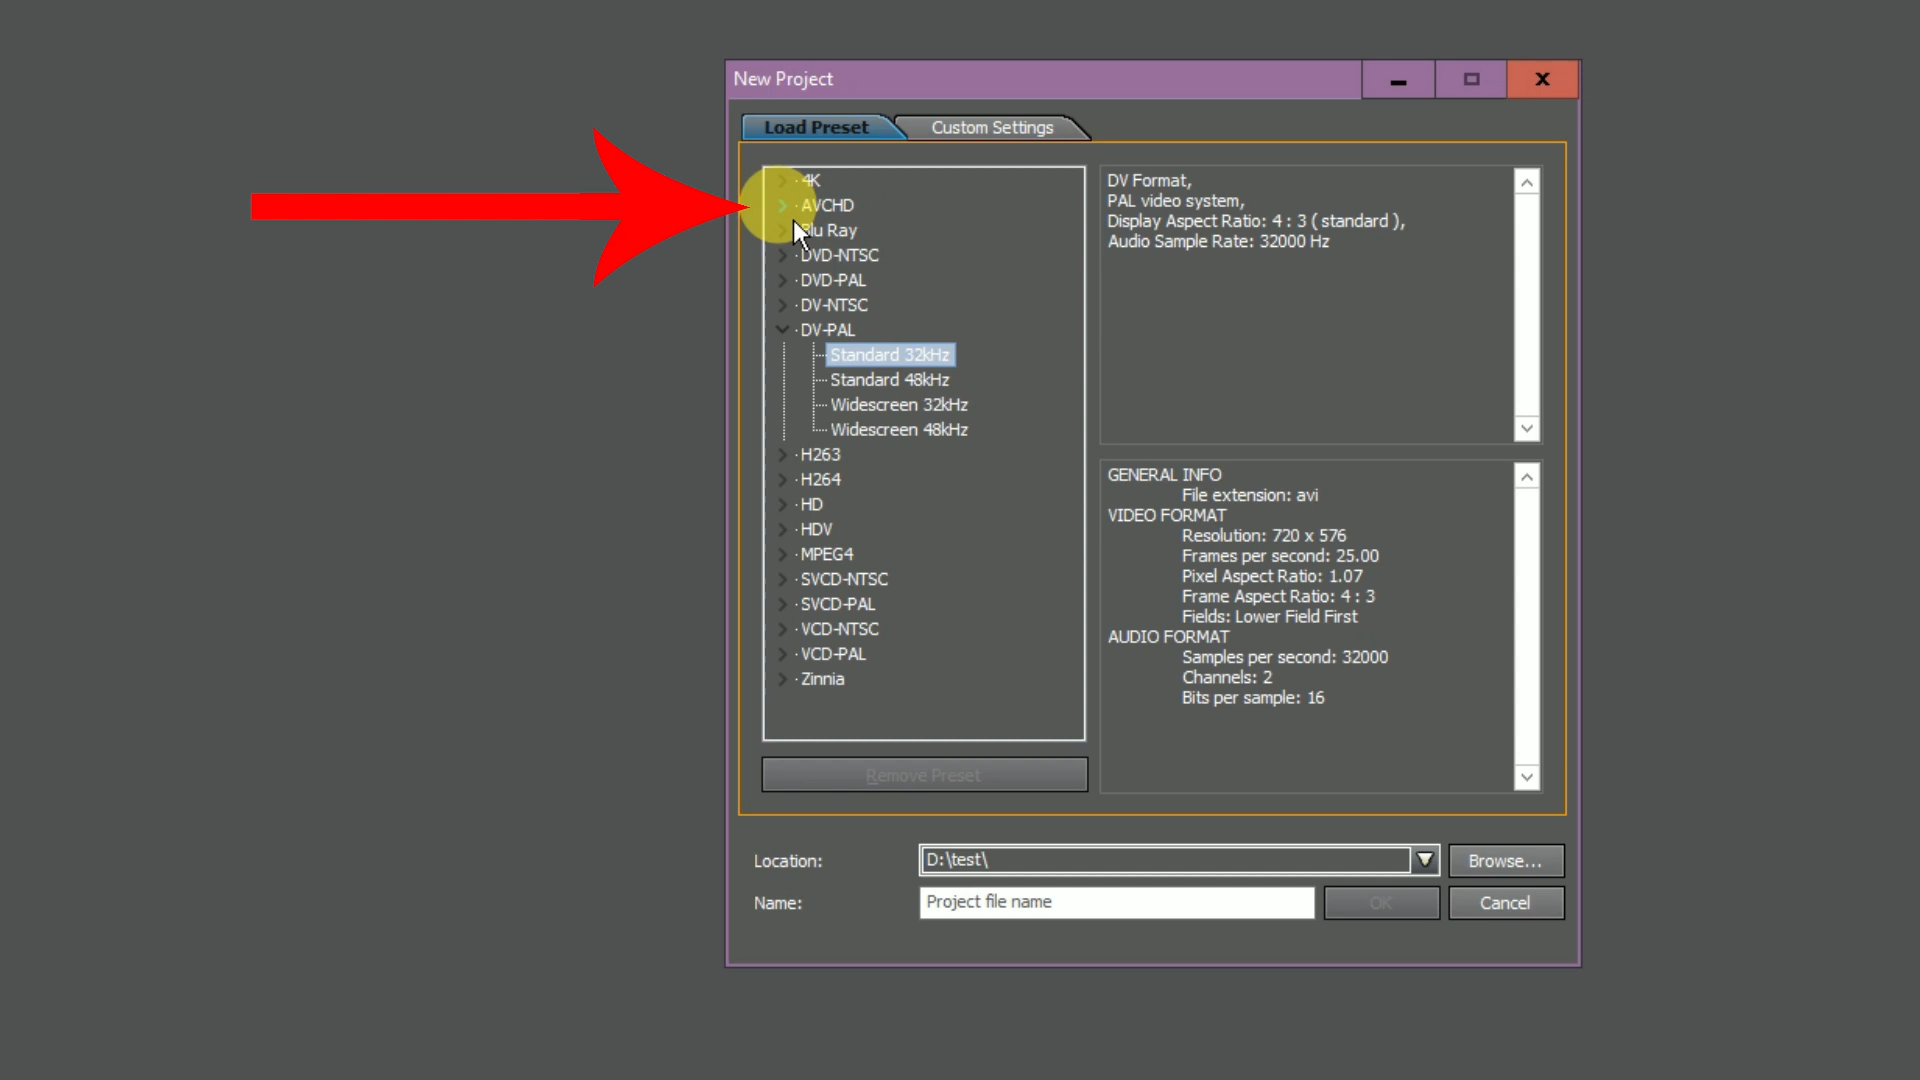 New Project
Load Preset
Custom Settings
4K
AVCHD
Blu Ray
DVD-NTSC
DVD-PAL
DV-NTSC
DV-PAL
Standard 32kHz
Standard 48kHz
Widescreen 32kHz
Widescreen 48kHz
H263
H264
HD
HDV
MPEG4
SVCD-NTSC
SVCD-PAL
VCD-NTSC
VCD-PAL
Zinnia
Remove Preset
DV Format,
PAL video system,
Display Aspect Ratio: 4 : 3 ( standard ),
Audio Sample Rate: 32000 Hz
GENERAL INFO
File extension: avi
VIDEO FORMAT
Resolution: 720 x 576
Frames per second: 25.00
Pixel Aspect Ratio: 1.07
Frame Aspect Ratio: 4 : 3
Fields: Lower Field First
AUDIO FORMAT
Samples per second: 32000
Channels: 2
Bits per sample: 16
Location:
D:\test\
Browse...
Name:
Project file name
OK
Cancel